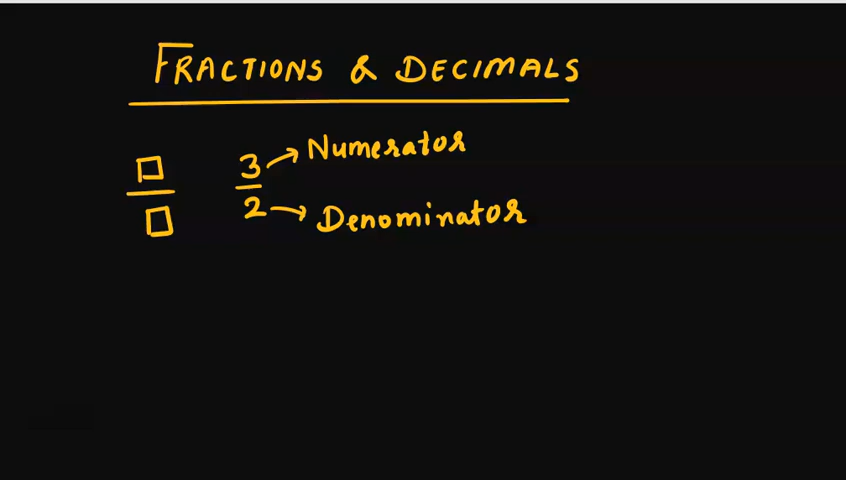 FRACTIONS & DECIMALS
3 → Numerator
2 → Denominator